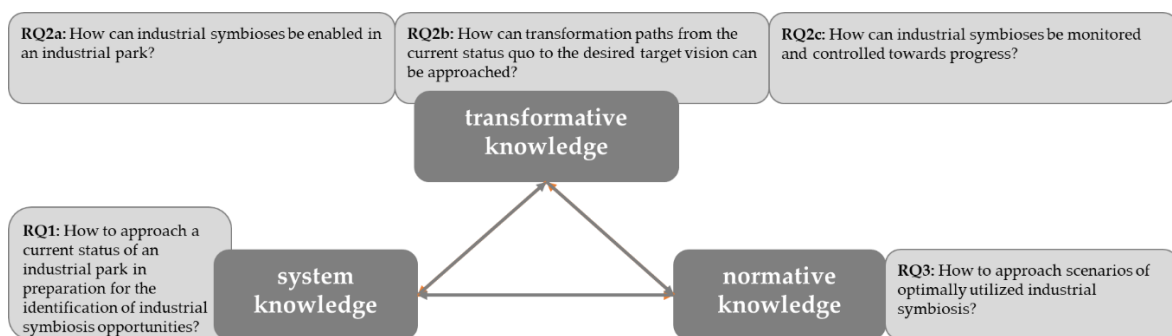 RQ2a: How can industrial symbioses be enabled in
an industrial park?
RQ2b: How can transformation paths from the
current status quo to the desired target vision can
be approached?
RQ2c: How can industrial symbioses be monitored
and controlled towards progress?
transformative
knowledge
RQ1: How to approach a
current status of an
industrial park in
preparation for the
identification of industrial
symbiosis opportunities?
system
knowledge
normative
knowledge
RQ3: How to approach scenarios of
optimally utilized industrial
symbiosis?